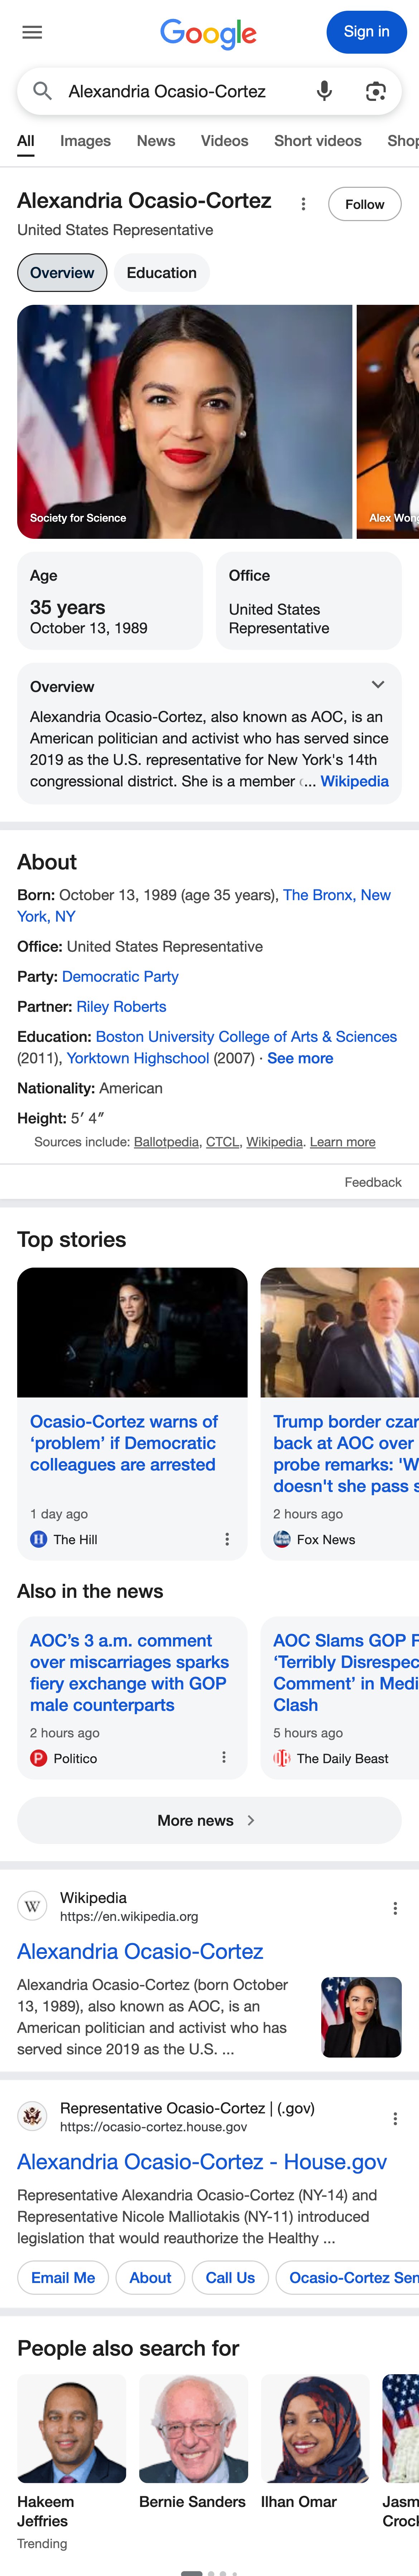 Google
Sign in
Alexandria Ocasio-Cortez
All Images News Videos Short videos Shop
Alexandria Ocasio-Cortez
Follow
United States Representative
Overview Education
Society for Science
Alex Wong
Age
35 years
October 13, 1989
Office
United States
Representative
Overview
Alexandria Ocasio-Cortez, also known as AOC, is an
American politician and activist who has served since
2019 as the U.S. representative for New York's 14th
congressional district. She is a member ... Wikipedia
About
Born: October 13, 1989 (age 35 years), The Bronx, New
York, NY
Office: United States Representative
Party: Democratic Party
Partner: Riley Roberts
Education: Boston University College of Arts & Sciences
(2011), Yorktown Highschool (2007) · See more
Nationality: American
Height: 5′ 4″
Sources include: Ballotpedia, CTCL, Wikipedia. Learn more
Feedback
Top stories
Ocasio-Cortez warns of
‘problem’ if Democratic
colleagues are arrested
1 day ago
The Hill
Trump border czar
back at AOC over
probe remarks: 'W
doesn't she pass s
2 hours ago
Fox News
Also in the news
AOC’s 3 a.m. comment
over miscarriages sparks
fiery exchange with GOP
male counterparts
2 hours ago
Politico
AOC Slams GOP R
‘Terribly Disrespec
Comment’ in Medi
Clash
5 hours ago
The Daily Beast
More news
W
Wikipedia
https://en.wikipedia.org
Alexandria Ocasio-Cortez
Alexandria Ocasio-Cortez (born October
13, 1989), also known as AOC, is an
American politician and activist who has
served since 2019 as the U.S. ...
Representative Ocasio-Cortez | (.gov)
https://ocasio-cortez.house.gov
Alexandria Ocasio-Cortez - House.gov
Representative Alexandria Ocasio-Cortez (NY-14) and
Representative Nicole Malliotakis (NY-11) introduced
legislation that would reauthorize the Healthy ...
Email Me About Call Us Ocasio-Cortez Sen
People also search for
Hakeem
Jeffries
Trending
Bernie Sanders
Ilhan Omar
Jasm
Crock